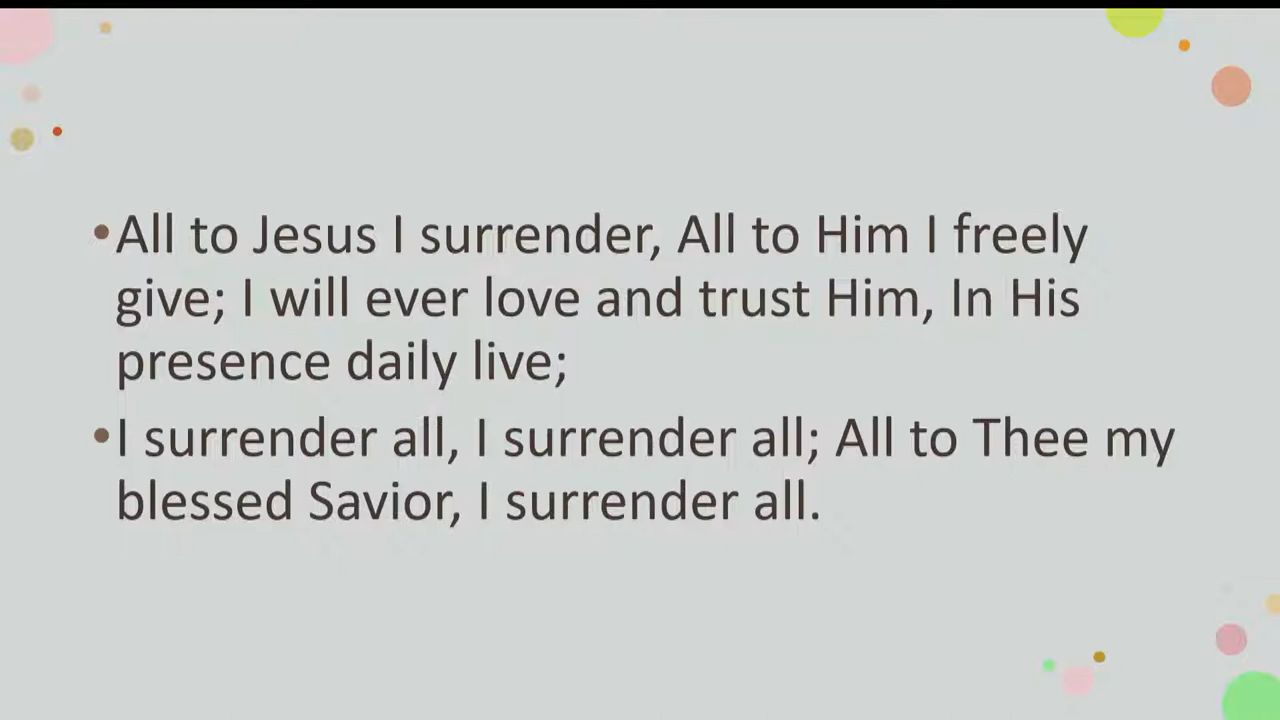 •All to Jesus I surrender, All to Him I freely
give; I will ever love and trust Him, In His
presence daily live;
•I surrender all, I surrender all; All to Thee my
blessed Savior, I surrender all.